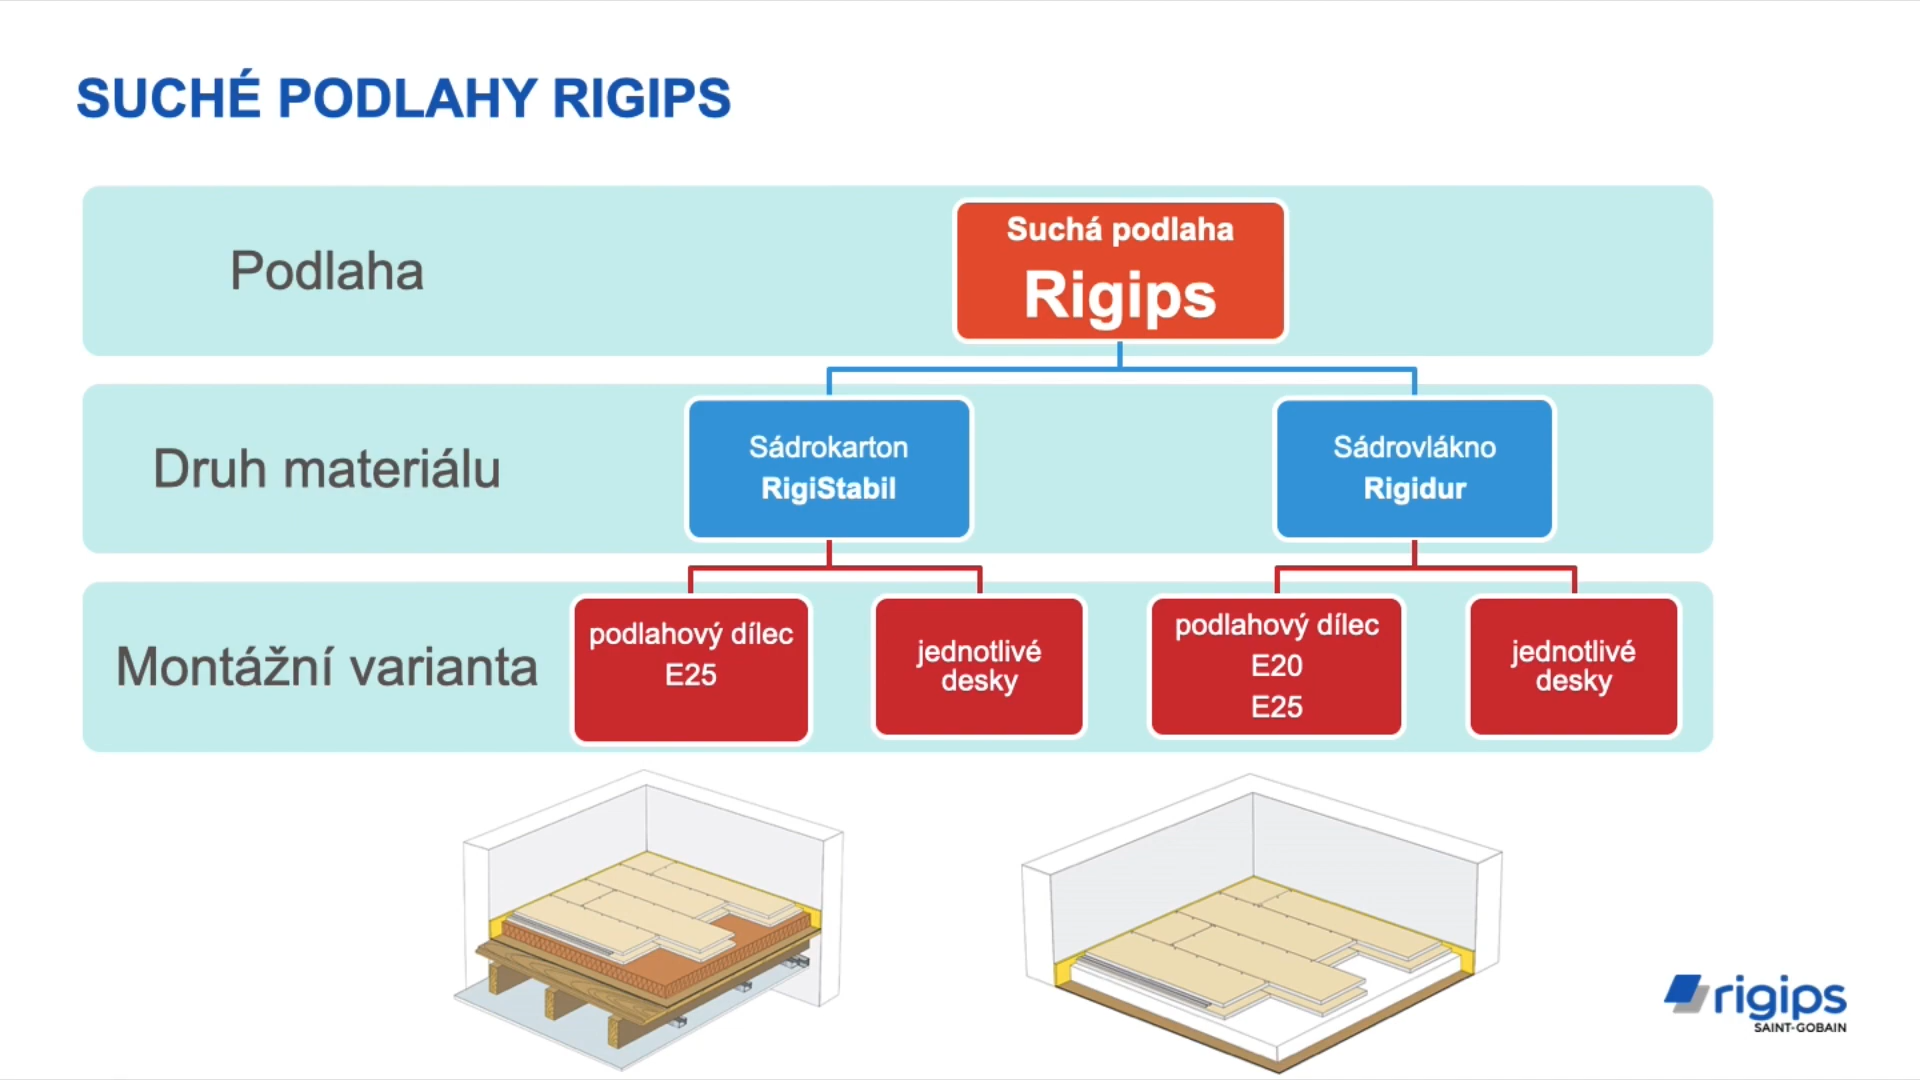 SUCHÉ PODLAHY RIGIPS
Podlaha
Suchá podlaha
Rigips
Druh materiálu
Sádrokarton
RigiStabil
Sádrovlákno
Rigidur
Montážní varianta
podlahový dílec
E25
jednotlivé
desky
podlahový dílec
E20
E25
jednotlivé
desky
rigips
SAINT-GOBAIN